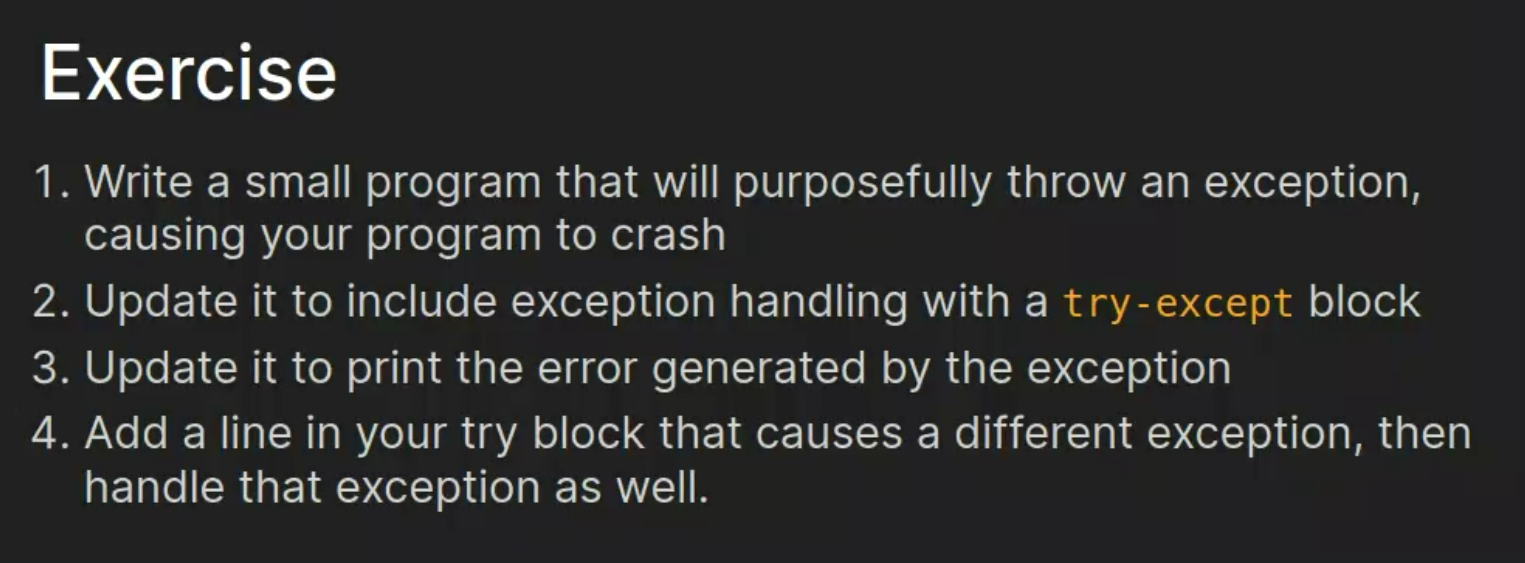 Exercise
1. Write a small program that will purposefully throw an exception,
causing your program to crash
2. Update it to include exception handling with a try-except block
3. Update it to print the error generated by the exception
4. Add a line in your try block that causes a different exception, then
handle that exception as well.